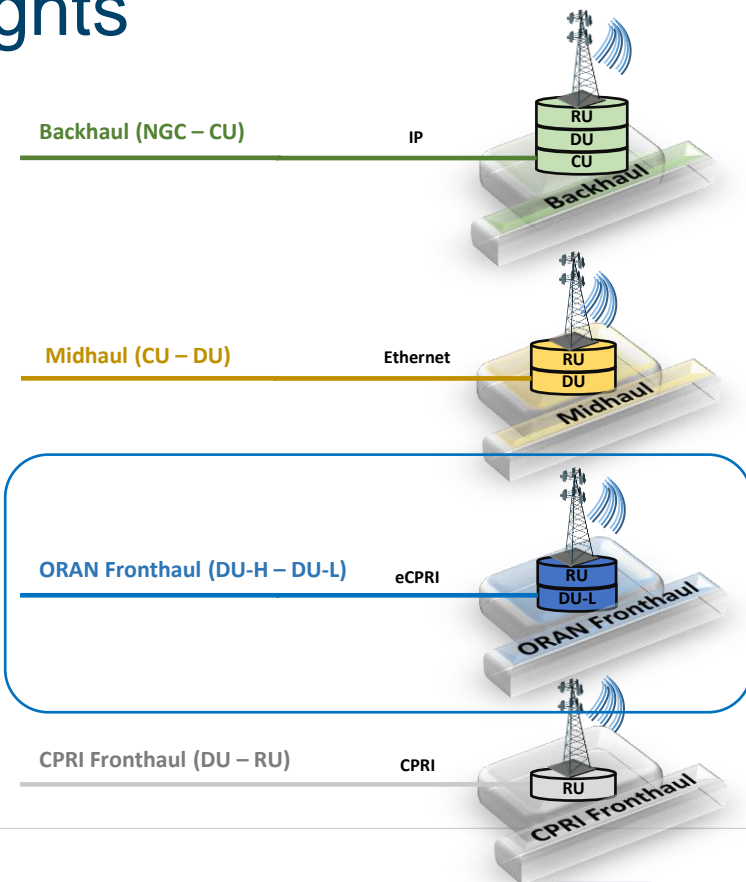 ghts
Backhaul (NGC – CU)
IP
RU
DU
CU
Backhaul
Midhaul (CU – DU)
Ethernet
RU
DU
Midhaul
ORAN Fronthaul (DU-H – DU-L)
eCPRI
RU
DU-L
ORAN Fronthaul
CPRI Fronthaul (DU – RU)
CPRI
RU
CPRI Fronthaul